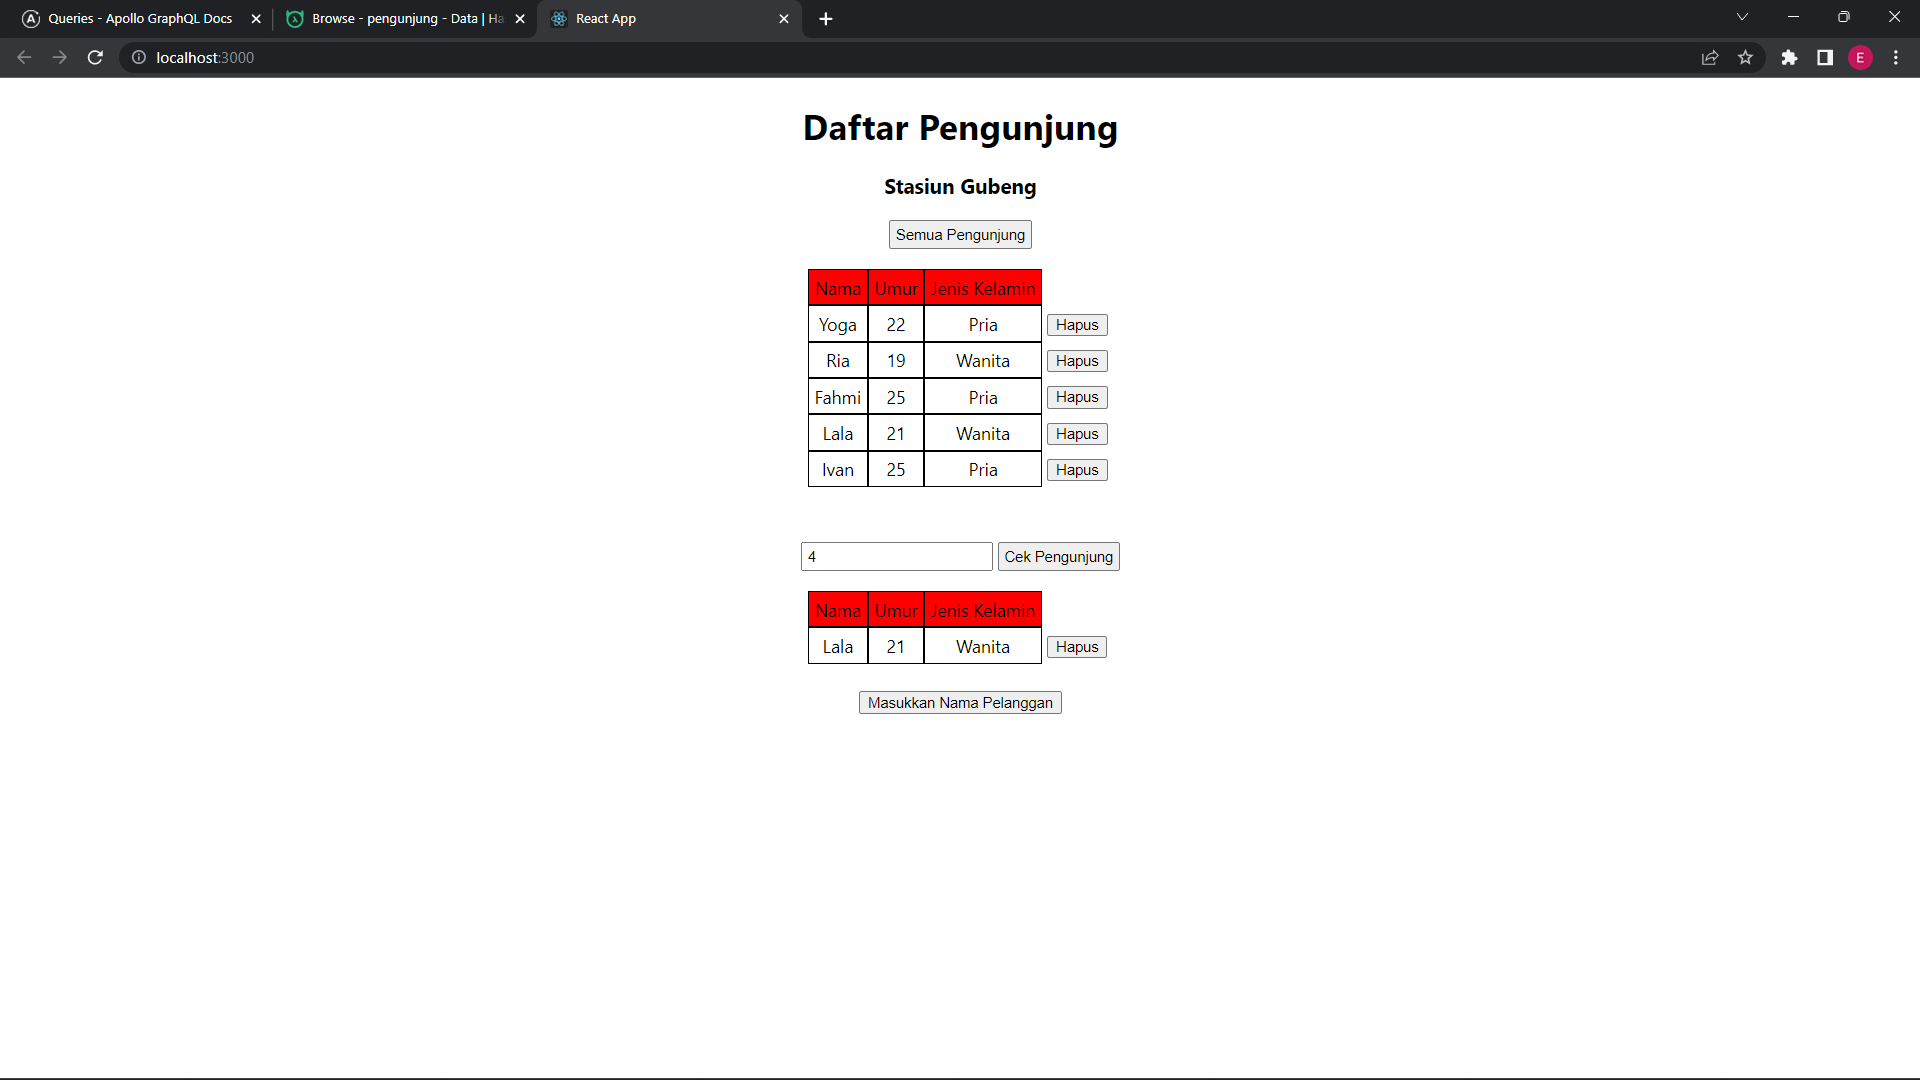 Queries - Apollo GraphQL Docs
Browse - pengunjung - Data | Ha
React App
localhost:3000
E
Daftar Pengunjung
Stasiun Gubeng
Semua Pengunjung
Nama Umur Jenis Kelamin
Yoga 22 Pria Hapus
Ria 19 Wanita Hapus
Fahmi 25 Pria Hapus
Lala 21 Wanita Hapus
Ivan 25 Pria Hapus
4 Cek Pengunjung
Nama Umur Jenis Kelamin
Lala 21 Wanita Hapus
Masukkan Nama Pelanggan